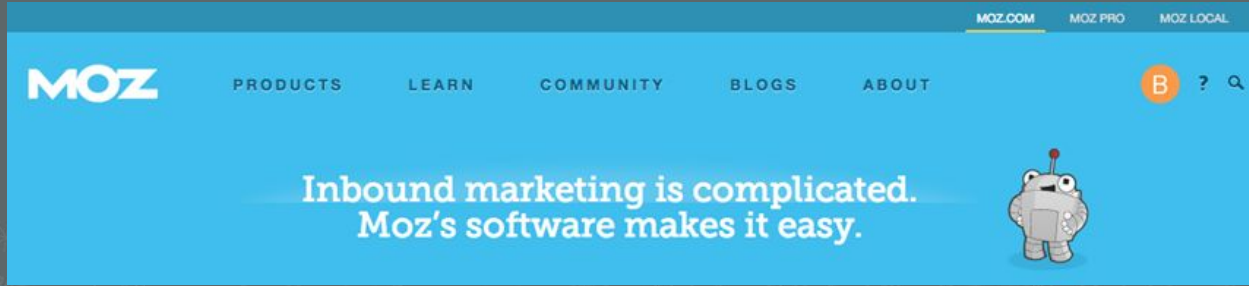 MOZ.COM MOZ PRO MOZ LOCAL
MOZ PRODUCTS LEARN COMMUNITY BLOGS ABOUT B ?
Inbound marketing is complicated.
Moz's software makes it easy.